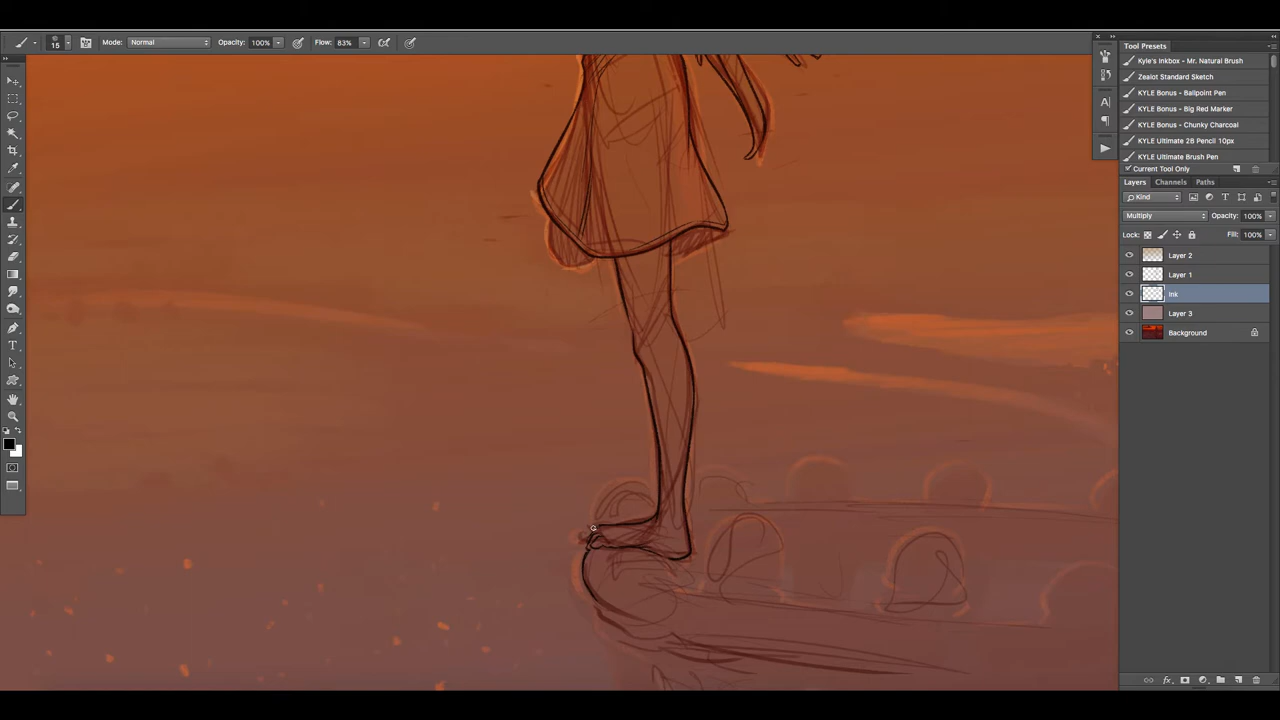 15 Mode: Normal Opacity: 100% Flow: 83%
Tool Presets
Kyle's Inkbox - Mr. Natural Brush
Zealot Standard Sketch
KYLE Bonus - Ballpoint Pen
KYLE Bonus - Big Red Marker
KYLE Bonus - Chunky Charcoal
KYLE Ultimate 2B Pencil 10px
KYLE Ultimate Brush Pen
Current Tool Only
Layers Channels Paths
Kind
Multiply Opacity: 100%
Lock: Fill: 100%
Layer 2
Layer 1
Ink
Layer 3
Background